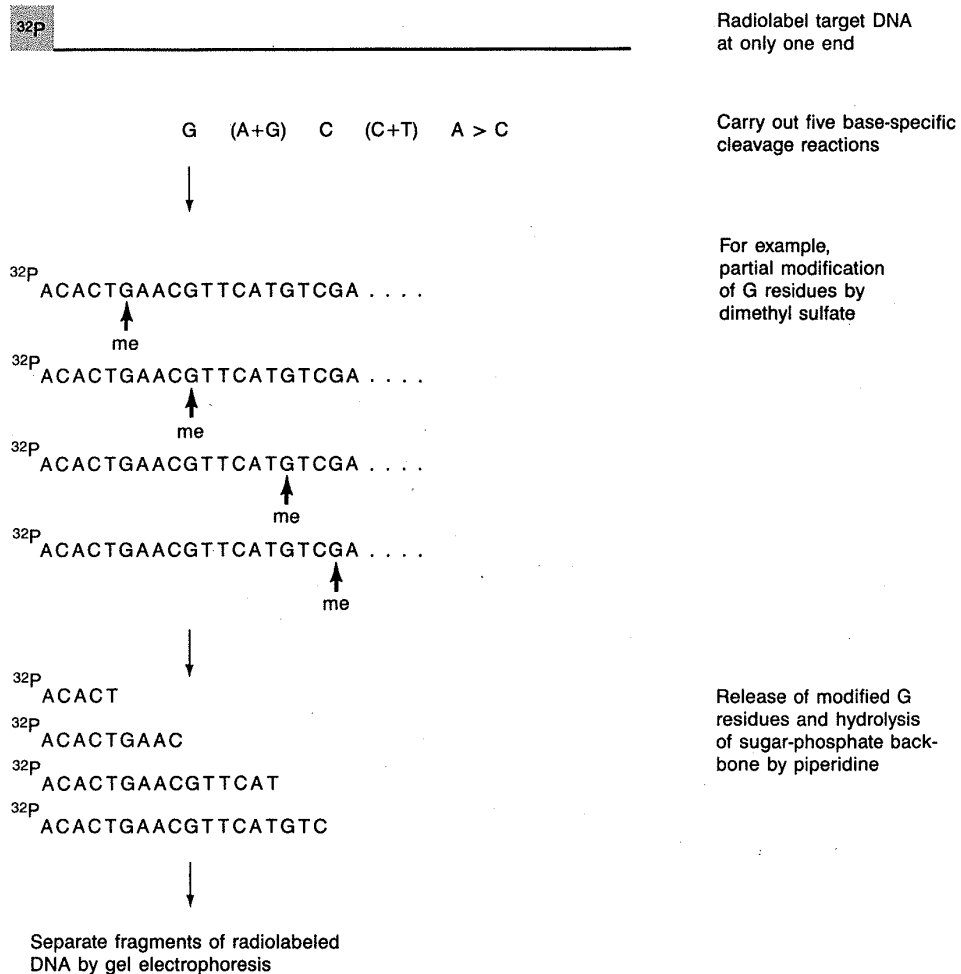 32P
Radiolabel target DNA
at only one end
G (A+G) C (C+T) A > C
Carry out five base-specific
cleavage reactions
For example,
partial modification
of G residues by
dimethyl sulfate
32P
ACACTGAACGTTCATGTCGA . . . .
me
32P
ACACTGAACGTTCATGTCGA . . . .
me
32P
ACACTGAACGTTCATGTCGA . . . .
me
32P
ACACTGAACGTTCATGTCGA . . . .
me
32P
ACACT
32P
ACACTGAAC
32P
ACACTGAACGTTCAT
32P
ACACTGAACGTTCATGTC
Release of modified G
residues and hydrolysis
of sugar-phosphate back-
bone by piperidine
Separate fragments of radiolabeled
DNA by gel electrophoresis